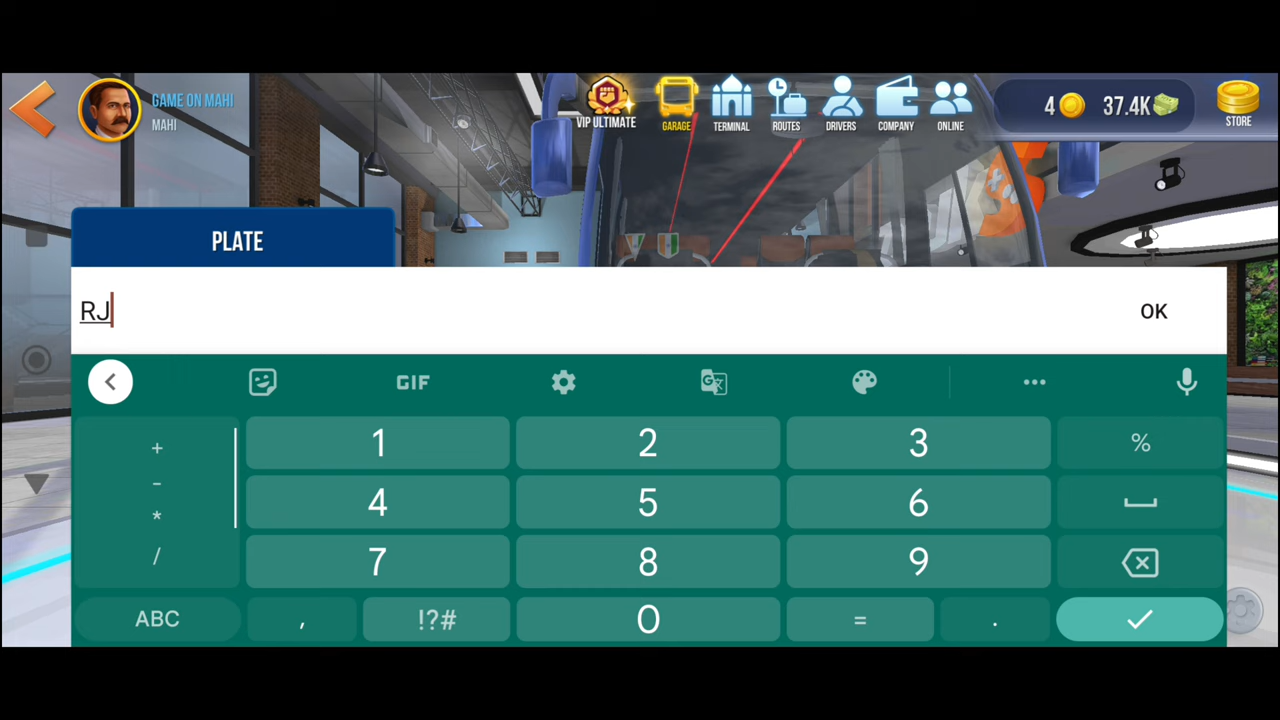 GAME ON MAHI
MAHI
VIP ULTIMATE
GARAGE
TERMINAL
ROUTES
DRIVERS
COMPANY
ONLINE
4
37.4K
STORE
PLATE
RJ
OK
GIF
+ 1 2 3 %
-
* 4 5 6
/ 7 8 9
ABC , !?# 0 = .